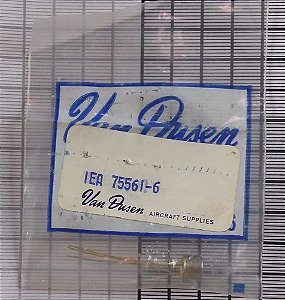 Van Dusen
1EA 75561-6
Van Dusen AIRCRAFT SUPPLIES